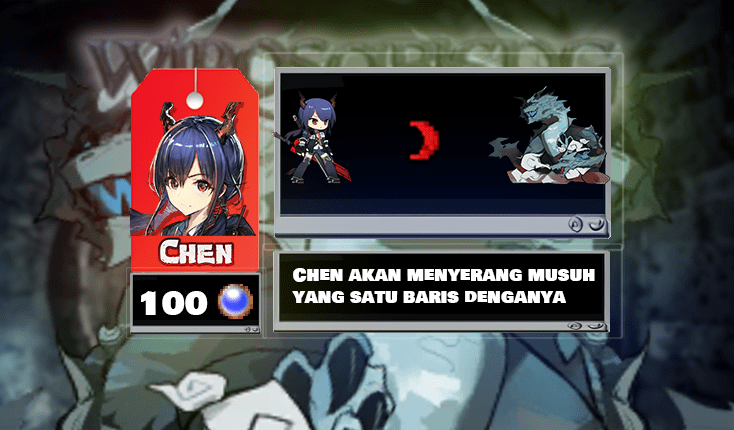 Chen
100
Chen akan menyerang musuh
yang satu baris denganya